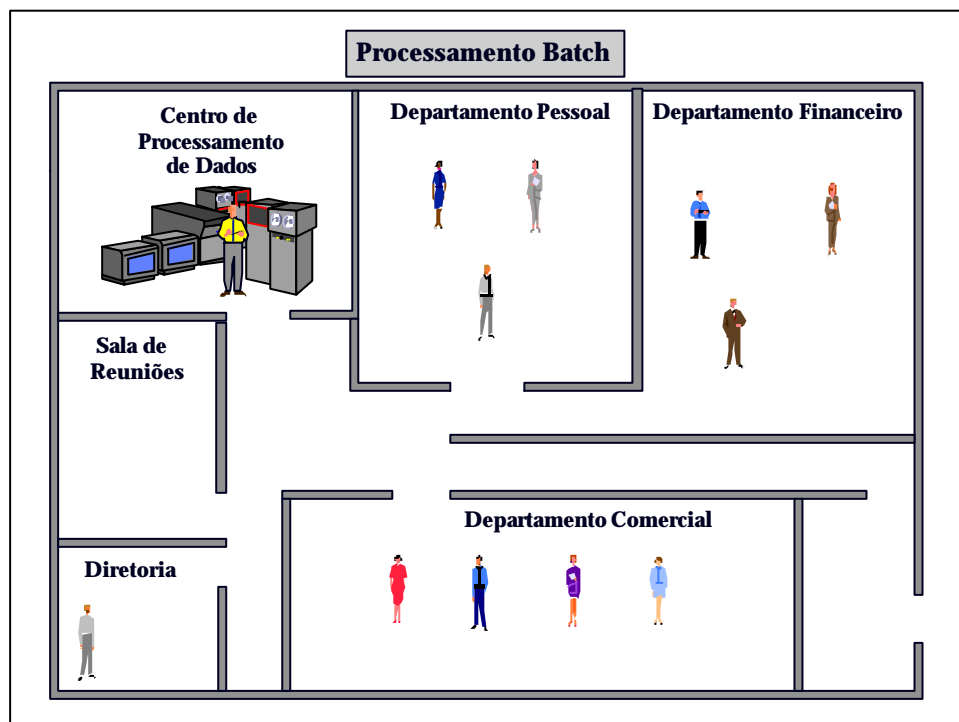 Processamento Batch
Centro de
Processamento
de Dados
Departamento Pessoal
Departamento Financeiro
Sala de
Reuniões
Departamento Comercial
Diretoria